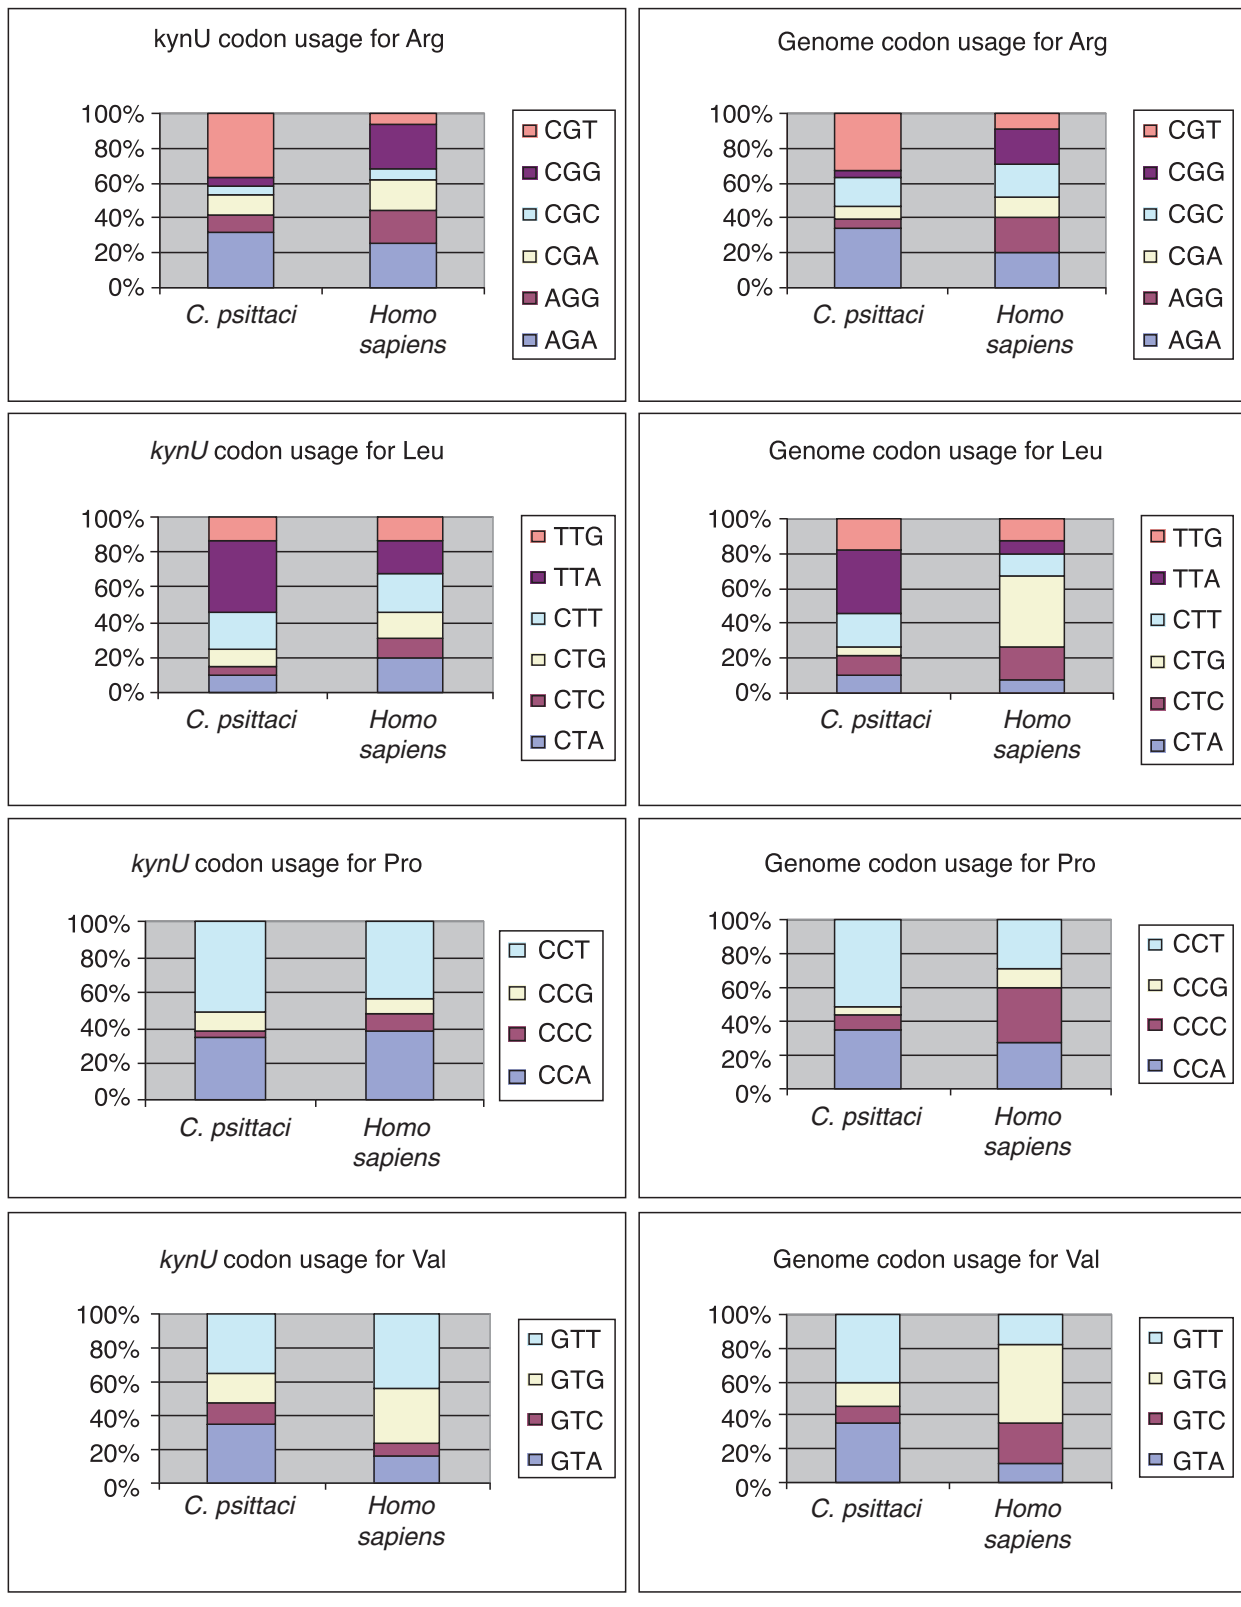 kynU codon usage for Arg
100%
80%
60%
40%
20%
0%
C. psittaci
Homo
sapiens
CGT
CGG
CGC
CGA
AGG
AGA
Genome codon usage for Arg
100%
80%
60%
40%
20%
0%
C. psittaci
Homo
sapiens
CGT
CGG
CGC
CGA
AGG
AGA
kynU codon usage for Leu
100%
80%
60%
40%
20%
0%
C. psittaci
Homo
sapiens
TTG
TTA
CTT
CTG
CTC
CTA
Genome codon usage for Leu
100%
80%
60%
40%
20%
0%
C. psittaci
Homo
sapiens
TTG
TTA
CTT
CTG
CTC
CTA
kynU codon usage for Pro
100%
80%
60%
40%
20%
0%
C. psittaci
Homo
sapiens
CCT
CCG
CCC
CCA
Genome codon usage for Pro
100%
80%
60%
40%
20%
0%
C. psittaci
Homo
sapiens
CCT
CCG
CCC
CCA
kynU codon usage for Val
100%
80%
60%
40%
20%
0%
C. psittaci
Homo
sapiens
GTT
GTG
GTC
GTA
Genome codon usage for Val
100%
80%
60%
40%
20%
0%
C. psittaci
Homo
sapiens
GTT
GTG
GTC
GTA